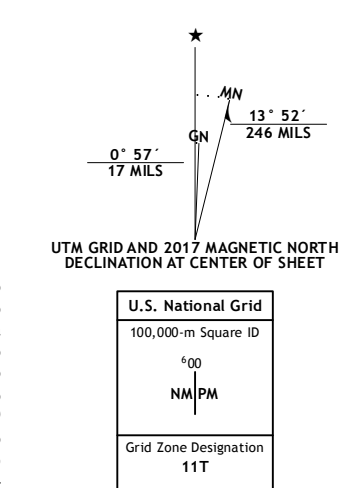 ★
MN
GN
13° 52´
246 MILS
0° 57´
17 MILS
UTM GRID AND 2017 MAGNETIC NORTH
DECLINATION AT CENTER OF SHEET
U.S. National Grid
100,000-m Square ID
⁶00
NM PM
Grid Zone Designation
11T